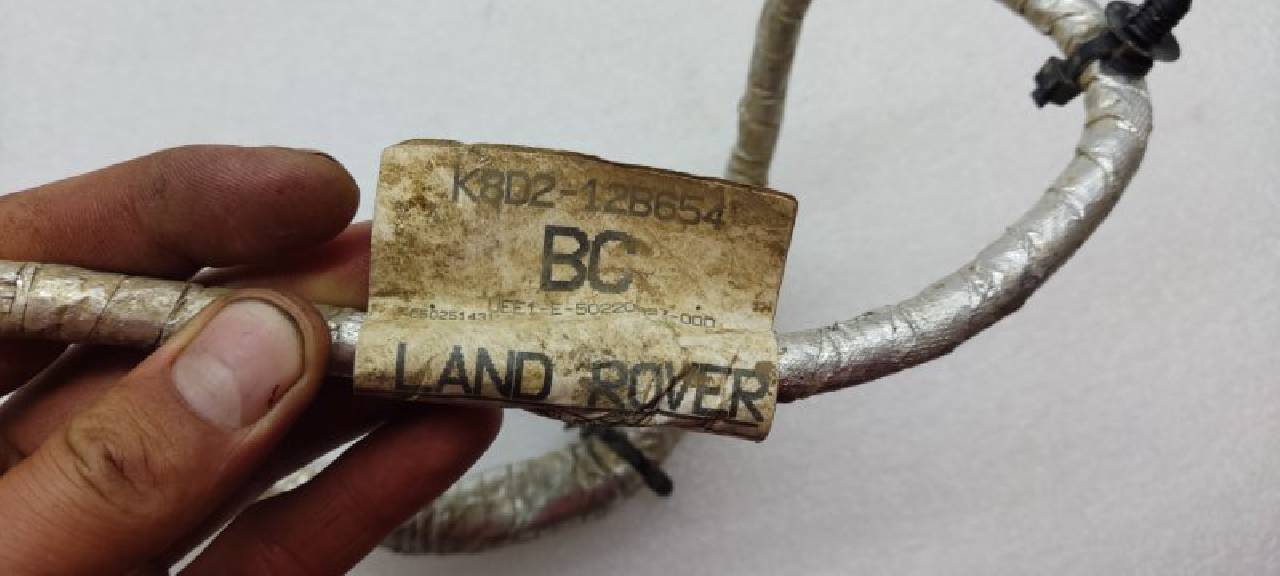 K8D2-12B654
BC
LAND ROVER